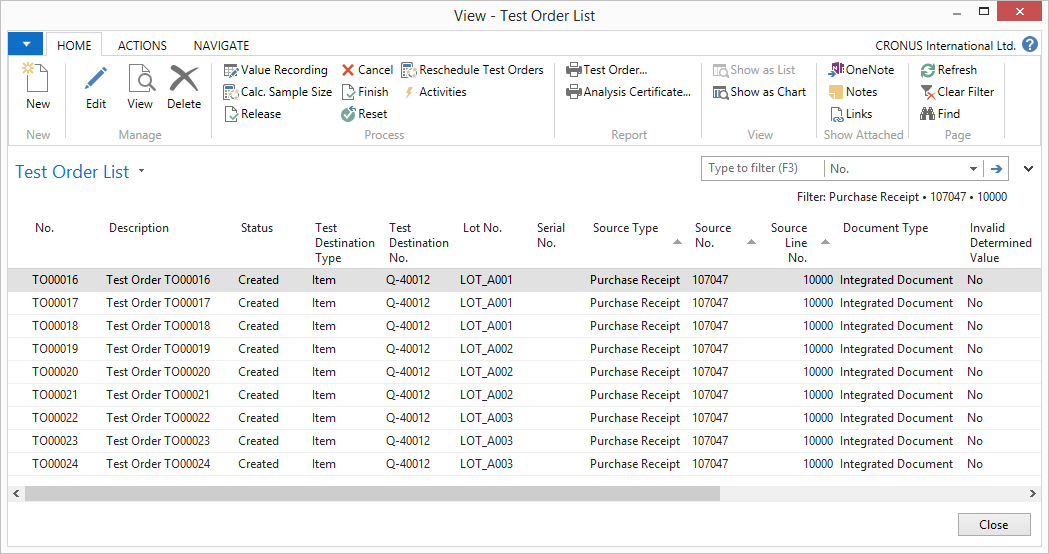 View - Test Order List
HOME ACTIONS NAVIGATE CRONUS International Ltd. ?
New
New
Edit View Delete
Manage
Value Recording Cancel Reschedule Test Orders
Calc. Sample Size Finish Activities
Release Reset
Process
Test Order...
Analysis Certificate...
Report
Show as List
Show as Chart
View
OneNote
Notes
Links
Show Attached
Refresh
Clear Filter
Find
Page
Test Order List
Type to filter (F3) No.
Filter: Purchase Receipt • 107047 • 10000
No. Description Status Test Destination Type Test Destination No. Lot No. Serial No. Source Type Source No. Source Line No. Document Type Invalid Determined Value
TO00016 Test Order TO00016 Created Item Q-40012 LOT_A001 Purchase Receipt 107047 10000 Integrated Document No
TO00017 Test Order TO00017 Created Item Q-40012 LOT_A001 Purchase Receipt 107047 10000 Integrated Document No
TO00018 Test Order TO00018 Created Item Q-40012 LOT_A001 Purchase Receipt 107047 10000 Integrated Document No
TO00019 Test Order TO00019 Created Item Q-40012 LOT_A002 Purchase Receipt 107047 10000 Integrated Document No
TO00020 Test Order TO00020 Created Item Q-40012 LOT_A002 Purchase Receipt 107047 10000 Integrated Document No
TO00021 Test Order TO00021 Created Item Q-40012 LOT_A002 Purchase Receipt 107047 10000 Integrated Document No
TO00022 Test Order TO00022 Created Item Q-40012 LOT_A003 Purchase Receipt 107047 10000 Integrated Document No
TO00023 Test Order TO00023 Created Item Q-40012 LOT_A003 Purchase Receipt 107047 10000 Integrated Document No
TO00024 Test Order TO00024 Created Item Q-40012 LOT_A003 Purchase Receipt 107047 10000 Integrated Document No
Close